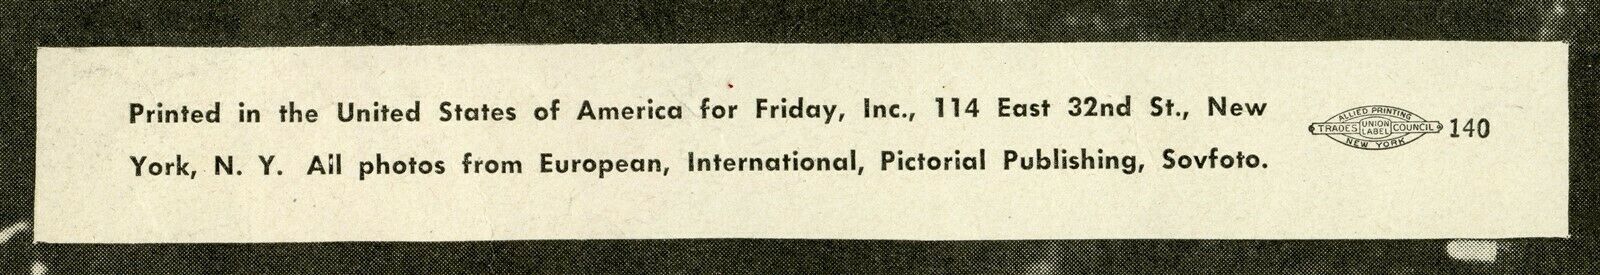 Printed in the United States of America for Friday, Inc., 114 East 32nd St., New
York, N. Y. All photos from European, International, Pictorial Publishing, Sovfoto.
ALLIED PRINTING
TRADES UNION LABEL COUNCIL
NEW YORK
140